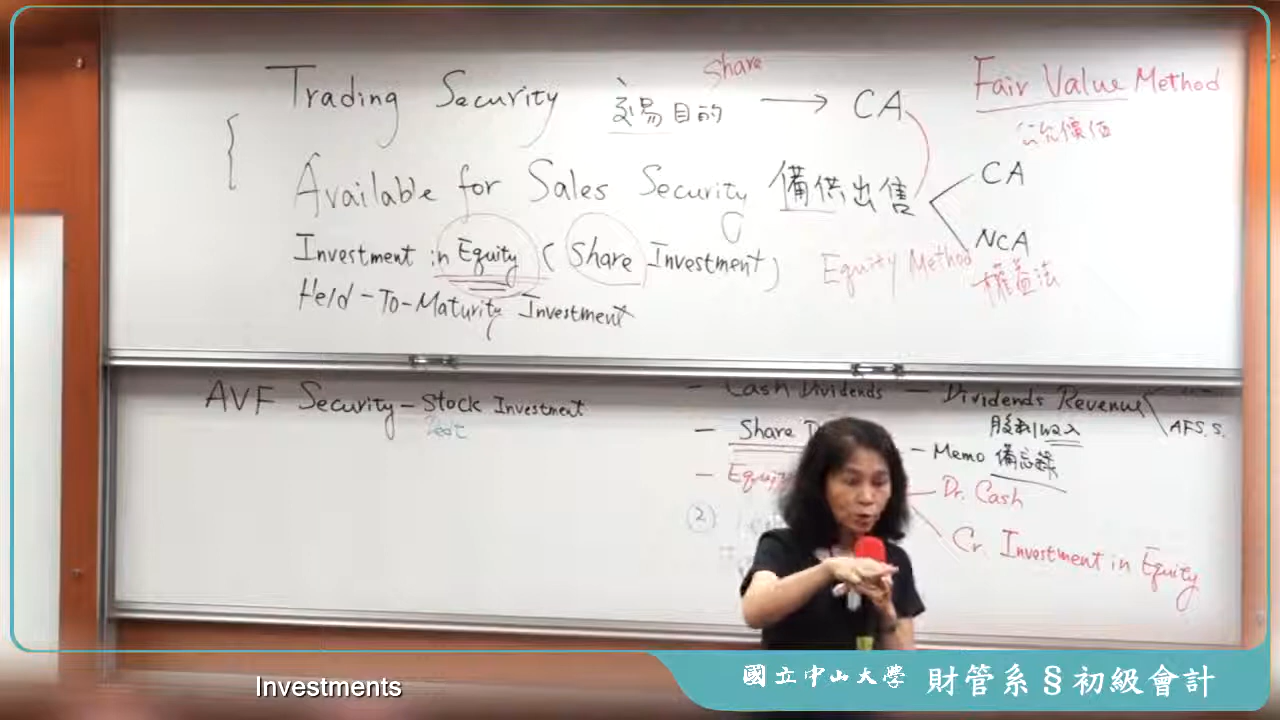 Share
Trading Security 交易目的 → CA
Fair Value Method
公允價值
Available for Sales Security 備供出售
CA
NCA
Investment in Equity (Share Investment)
Equity Method
權益法
Held-To-Maturity Investment
AVF Security - Stock Investment
- Cash Dividends - Dividends Revenue
股利收入
AFS.S.
- Share
- Memo 備忘錄
- Equity
Dr. Cash
②
Cr. Investment in Equity
國立中山大學 財管系§初級會計
Investments